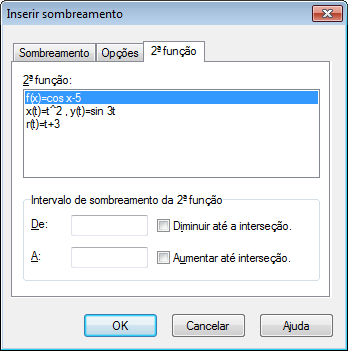 Inserir sombreamento
Sombreamento Opções 2ª função
2ª função:
f(x)=cos x-5
x(t)=t^2 , y(t)=sin 3t
r(t)=t+3
Intervalo de sombreamento da 2ª função
De: Diminuir até a interseção.
A: Aumentar até interseção.
OK Cancelar Ajuda